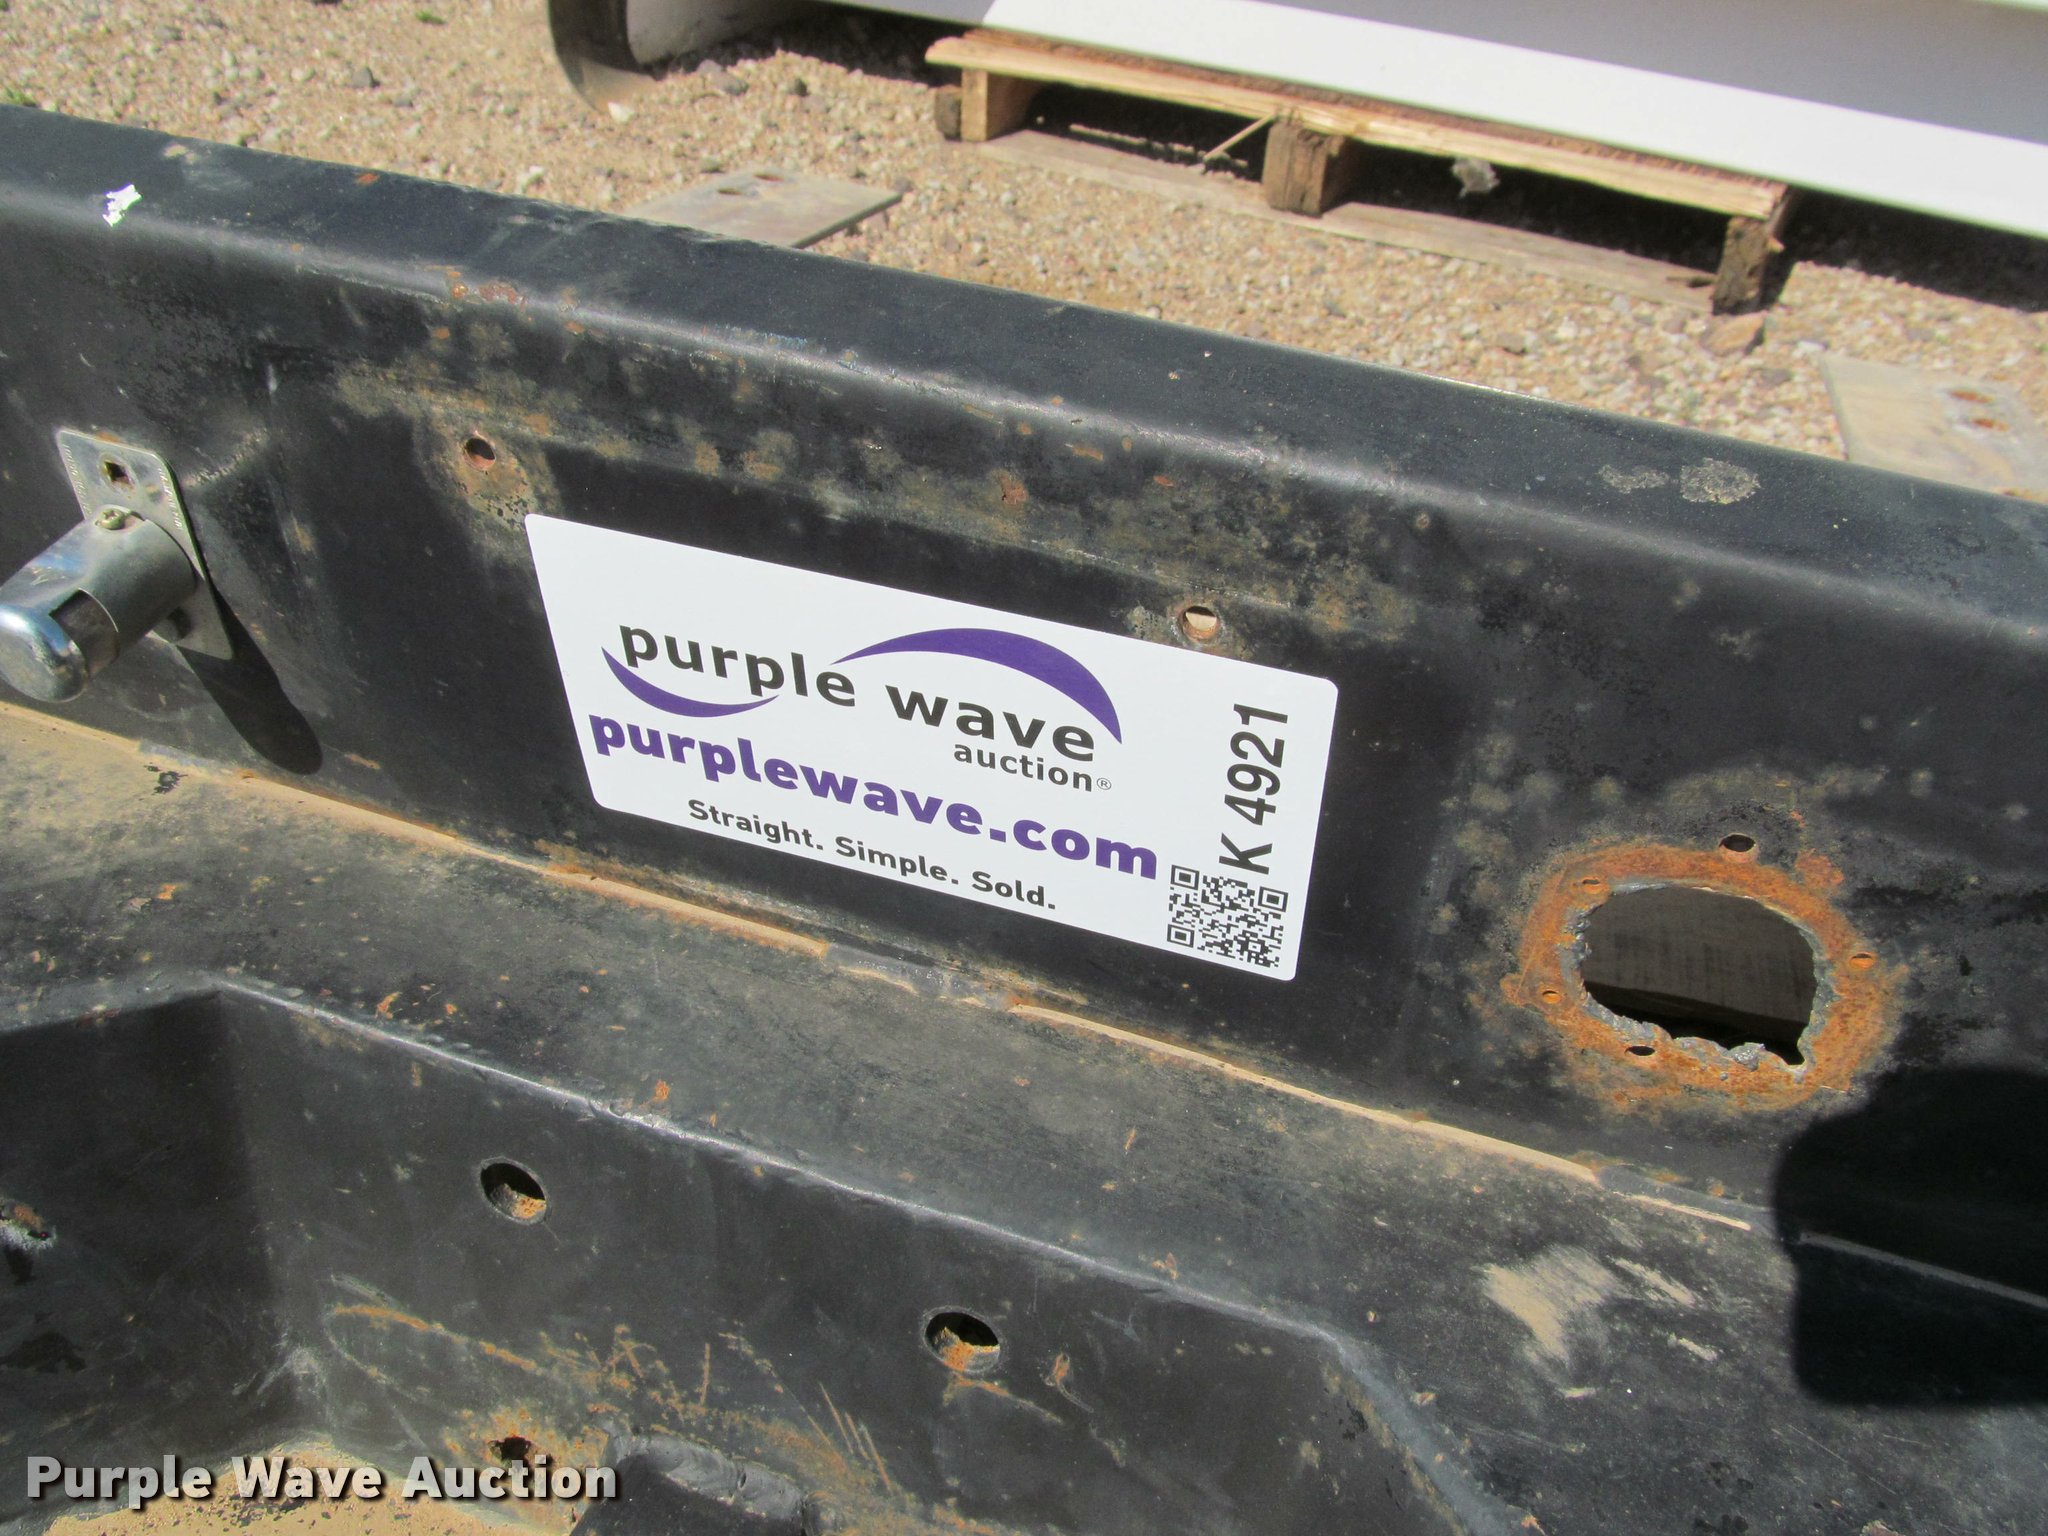 purple wave
auction®
purplewave.com
Straight. Simple. Sold.
K 4921
Purple Wave Auction